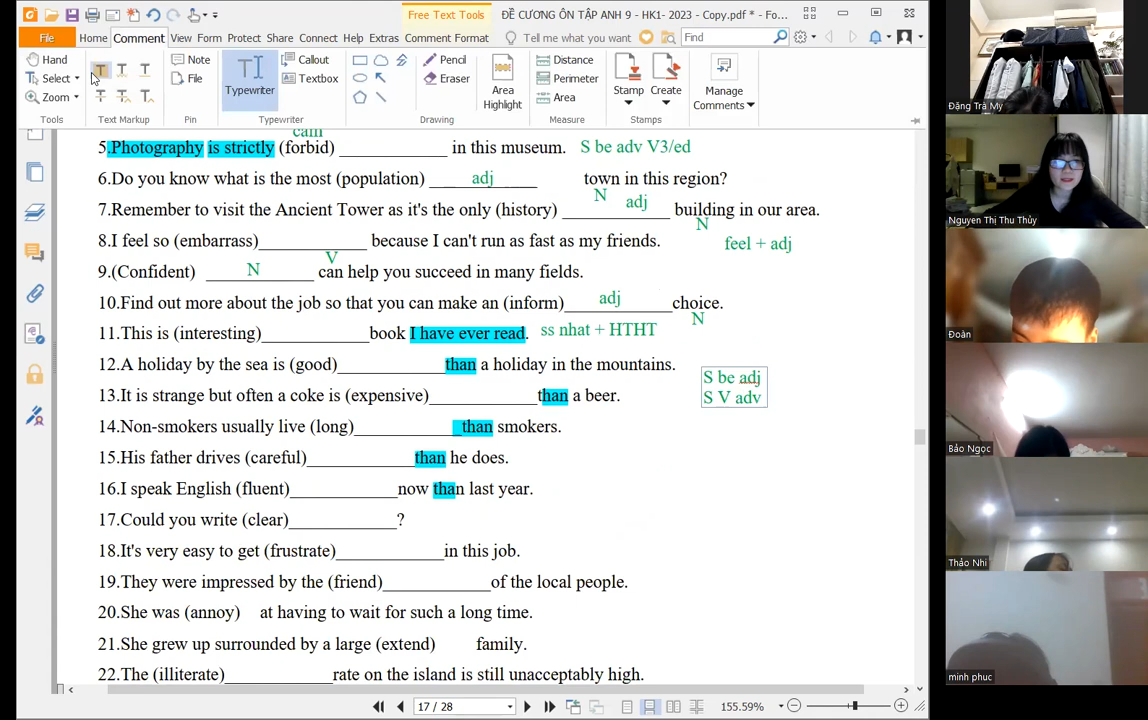 Free Text Tools
ĐỀ CƯƠNG ÔN TẬP ANH 9 - HK1- 2023 - Copy.pdf * - Fo...
File Home Comment View Form Protect Share Connect Help Extras Comment Format
Tell me what you want...
Find
Hand
Select
Zoom
Tools
Text Markup
Note
File
Pin
Typewriter
Callout
Textbox
Typewriter
Pencil
Eraser
Drawing
Area Highlight
Distance
Perimeter
Area
Measure
Stamp
Create
Stamps
Manage Comments
5.Photography is strictly (forbid) ____________ in this museum. S be adv V3/ed
6.Do you know what is the most (population) ____________ town in this region?
adj
7.Remember to visit the Ancient Tower as it's the only (history) ____________ building in our area.
N adj
N
8.I feel so (embarrass)____________ because I can't run as fast as my friends.
feel + adj
9.(Confident) ____________ can help you succeed in many fields.
N V
10.Find out more about the job so that you can make an (inform)____________choice.
adj
N
11.This is (interesting)____________book I have ever read. ss nhat + HTHT
12.A holiday by the sea is (good)____________than a holiday in the mountains.
S be adj
S V adv
13.It is strange but often a coke is (expensive)____________than a beer.
14.Non-smokers usually live (long)____________than smokers.
15.His father drives (careful)____________than he does.
16.I speak English (fluent)____________now than last year.
17.Could you write (clear)____________?
18.It's very easy to get (frustrate)____________in this job.
19.They were impressed by the (friend)____________of the local people.
20.She was (annoy) at having to wait for such a long time.
21.She grew up surrounded by a large (extend) family.
22.The (illiterate)____________rate on the island is still unacceptably high.
17 / 28
155.59%
Đặng Trà My
Nguyen Thị Thu Thủy
Đoàn
Bảo Ngọc
Thảo Nhi
minh phuc